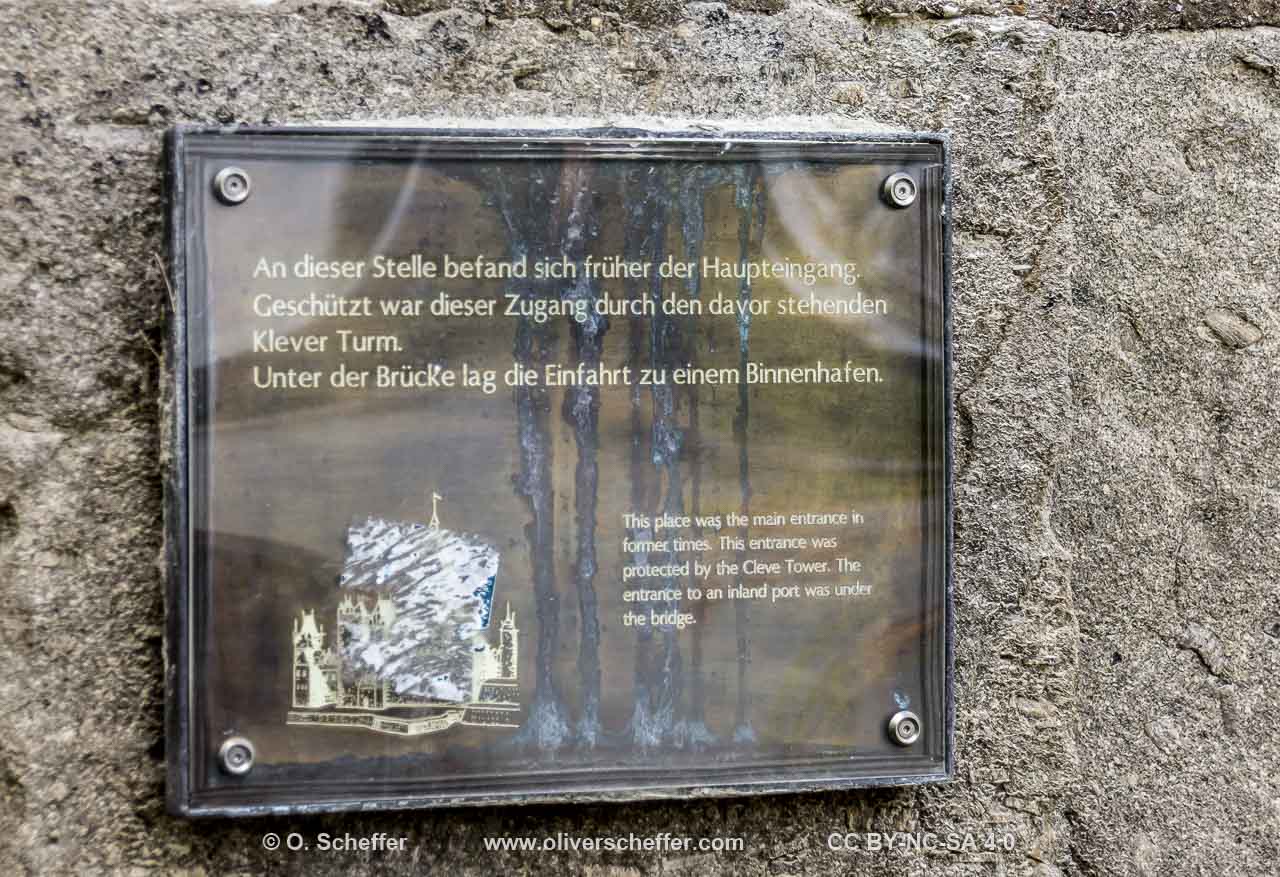 An dieser Stelle befand sich früher der Haupteingang.
Geschützt war dieser Zugang durch den davor stehenden
Klever Turm.
Unter der Brücke lag die Einfahrt zu einem Binnenhafen.
This place was the main entrance in
former times. This entrance was
protected by the Cleve Tower. The
entrance to an inland port was under
the bridge.
© O. Scheffer www.oliverscheffer.com CC BY-NC-SA 4.0